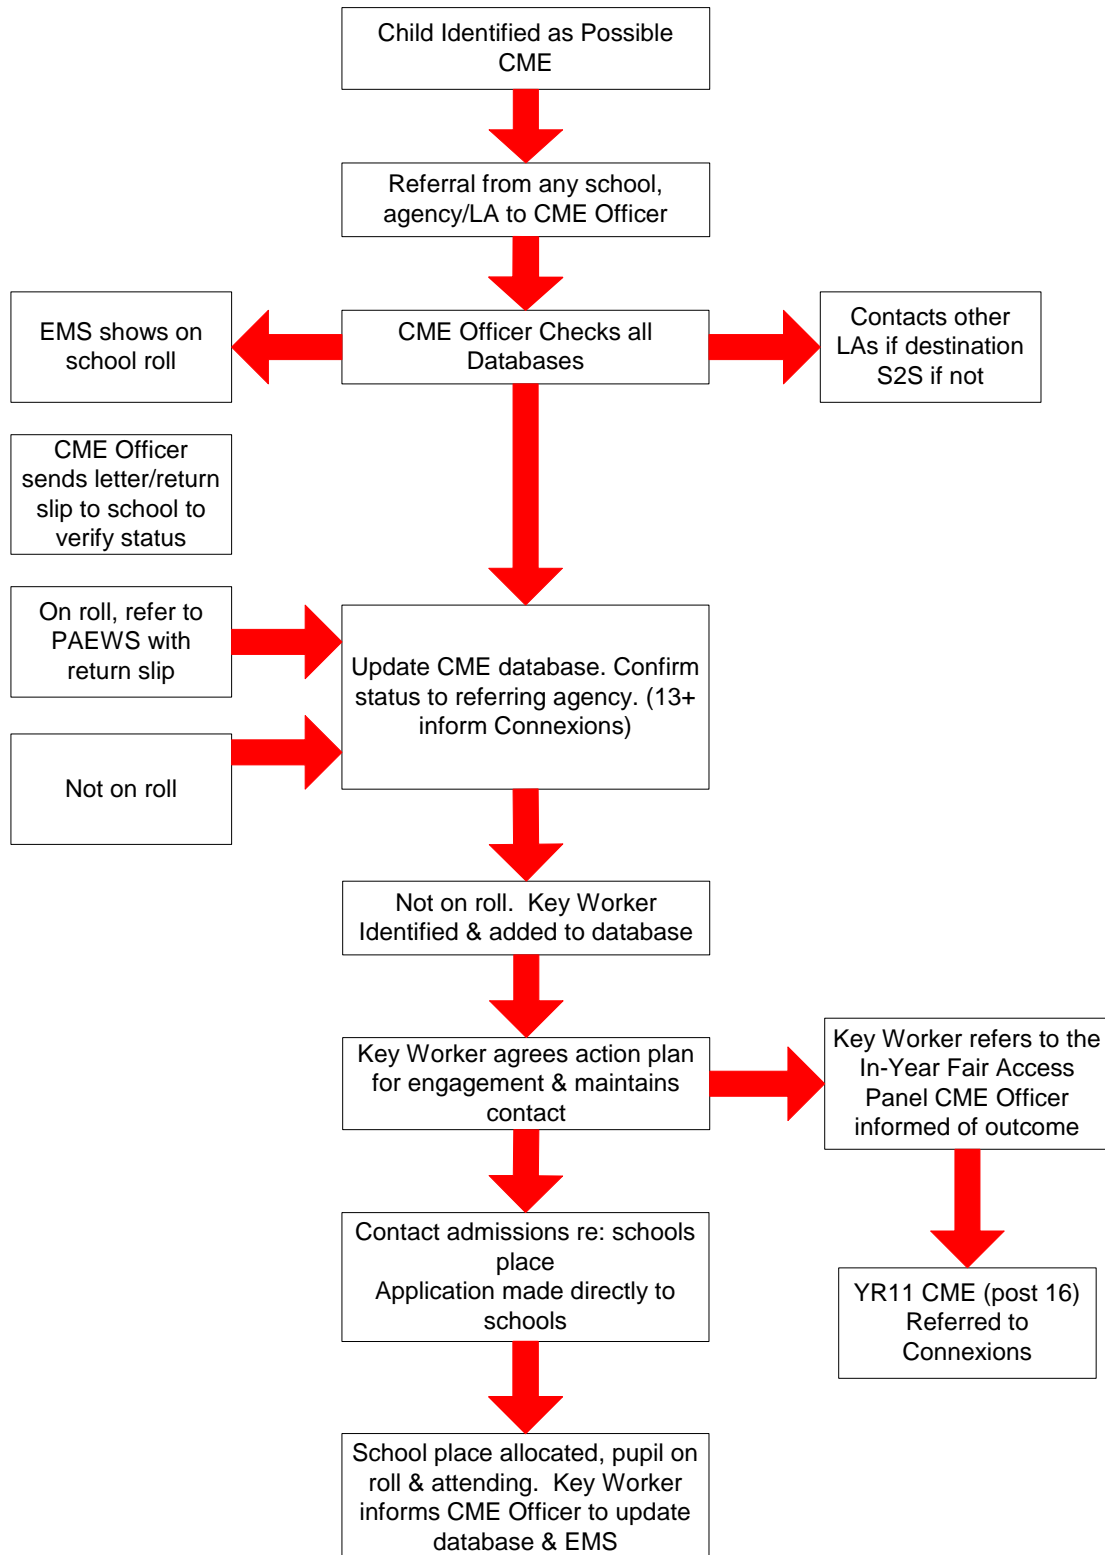 Child Identified as Possible
CME
Referral from any school,
agency/LA to CME Officer
EMS shows on
school roll
CME Officer Checks all
Databases
Contacts other
LAs if destination
S2S if not
CME Officer
sends letter/return
slip to school to
verify status
On roll, refer to
PAEWS with
return slip
Update CME database. Confirm
status to referring agency. (13+
inform Connexions)
Not on roll
Not on roll.  Key Worker
Identified & added to database
Key Worker agrees action plan
for engagement & maintains
contact
Key Worker refers to the
In-Year Fair Access
Panel CME Officer
informed of outcome
Contact admissions re: schools
place
Application made directly to
schools
YR11 CME (post 16)
Referred to
Connexions
School place allocated, pupil on
roll & attending.  Key Worker
informs CME Officer to update
database & EMS